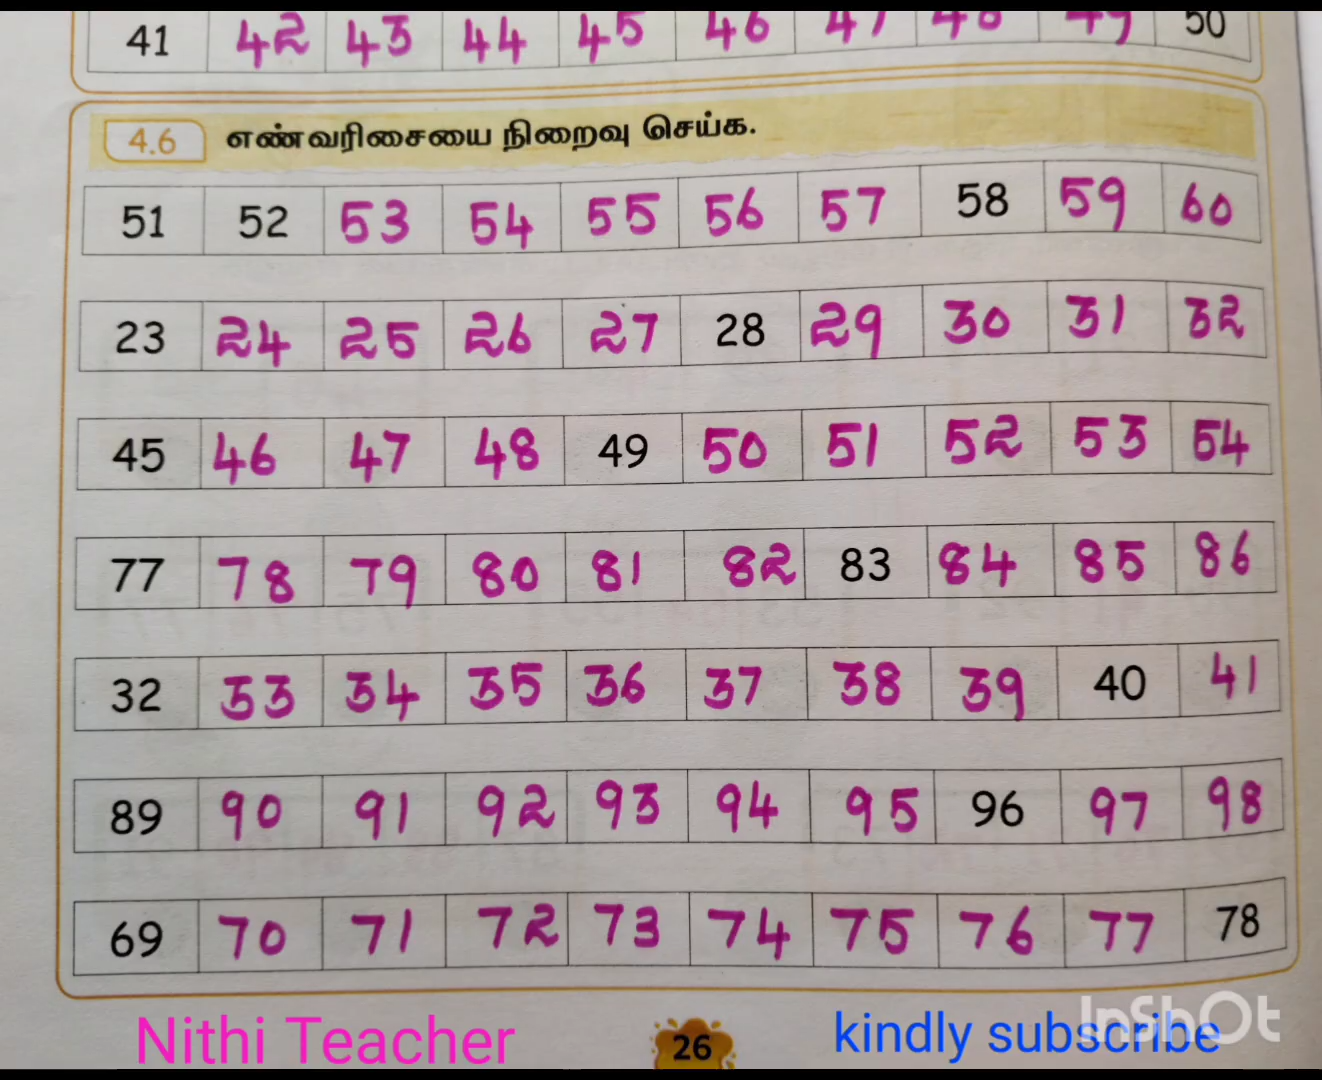 41 42 43 44 45 46 47 48 49 50
4.6 எண்வரிசையை நிறைவு செய்க.
51 52 53 54 55 56 57 58 59 60
23 24 25 26 27 28 29 30 31 32
45 46 47 48 49 50 51 52 53 54
77 78 79 80 81 82 83 84 85 86
32 33 34 35 36 37 38 39 40 41
89 90 91 92 93 94 95 96 97 98
69 70 71 72 73 74 75 76 77 78
Nithi Teacher 26 kindly subscribe
InShOt